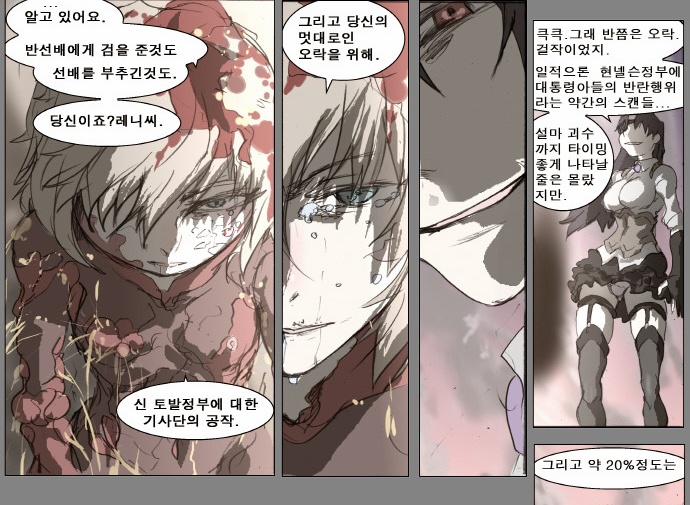 ...
알고 있어요.
반선배에게 검을 준것도
선배를 부추긴것도.
당신이죠?레니씨.
신 토발정부에 대한
기사단의 공작.
그리고 당신의
멋대로인
오락을 위해.
큭큭.그래 반쯤은 오락.
걸작이었지.
일적으론 현넬슨정부에
대통령아들의 반란행위
라는 약간의 스캔들...
설마 괴수
까지 타이밍
좋게 나타날
줄은 몰랐
지만.
그리고 약 20%정도는